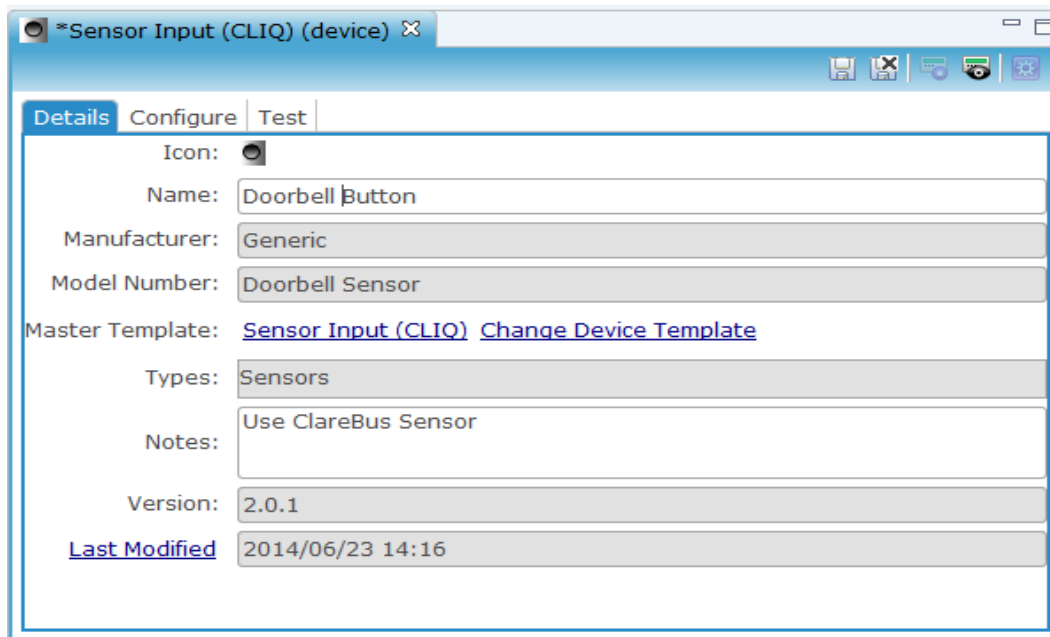 *Sensor Input (CLIQ) (device)
Details Configure Test
Icon:
Name: Doorbell Button
Manufacturer: Generic
Model Number: Doorbell Sensor
Master Template: Sensor Input (CLIQ) Change Device Template
Types: Sensors
Notes: Use ClareBus Sensor
Version: 2.0.1
Last Modified 2014/06/23 14:16